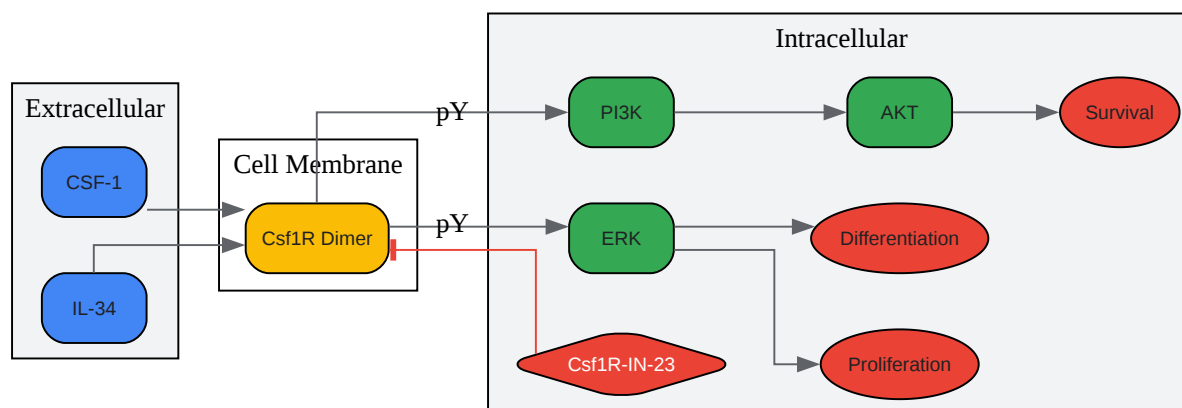 Extracellular
CSF-1
IL-34
Cell Membrane
Csf1R Dimer
pY
pY
Intracellular
PI3K
AKT
Survival
ERK
Differentiation
Csf1R-IN-23
Proliferation